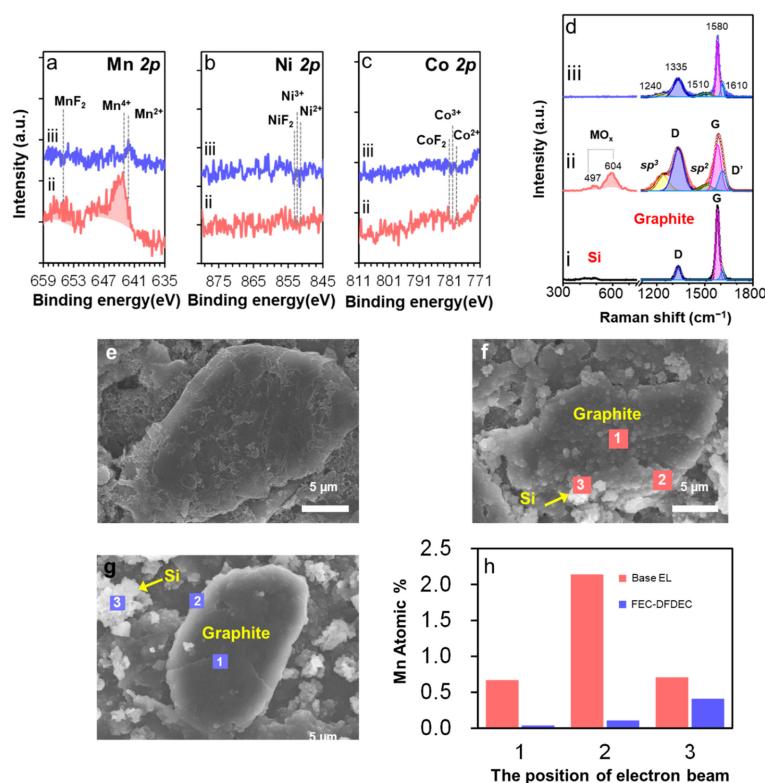 a Mn 2p
MnF2
Mn4+
Mn2+
iii
ii
659 653 647 641 635
Binding energy(eV)
Intensity (a.u.)
b Ni 2p
Ni3+
NiF2
Ni2+
iii
ii
875 865 855 845
Binding energy(eV)
c Co 2p
Co3+
CoF2
Co2+
iii
ii
811 801 791 781 771
Binding energy(eV)
d
1580
1335
1240
1510
1610
iii
MOx
D
G
604
497
sp3
sp2
D'
ii
Graphite
G
Si
D
i
300 600 1200 1500 1800
Raman shift (cm−1)
Intensity (a.u.)
e
5 μm
f
Graphite
1
3
2
Si
5 μm
g
Si
3
2
Graphite
1
5 μm
h
2.5
2.0
1.5
1.0
0.5
0.0
Mn Atomic %
Base EL
FEC-DFDEC
1 2 3
The position of electron beam